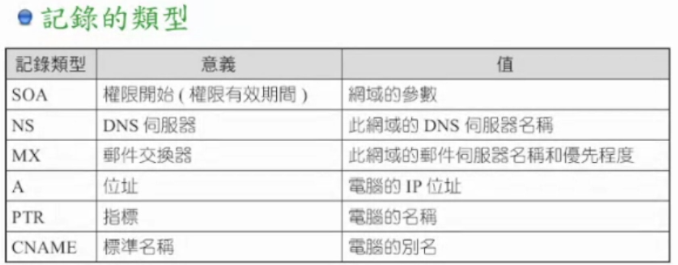 記錄的類型
記錄類型 意義 值
SOA 權限開始 ( 權限有效期間 ) 網域的參數
NS DNS 伺服器 此網域的 DNS 伺服器名稱
MX 郵件交換器 此網域的郵件伺服器名稱和優先程度
A 位址 電腦的 IP 位址
PTR 指標 電腦的名稱
CNAME 標準名稱 電腦的別名